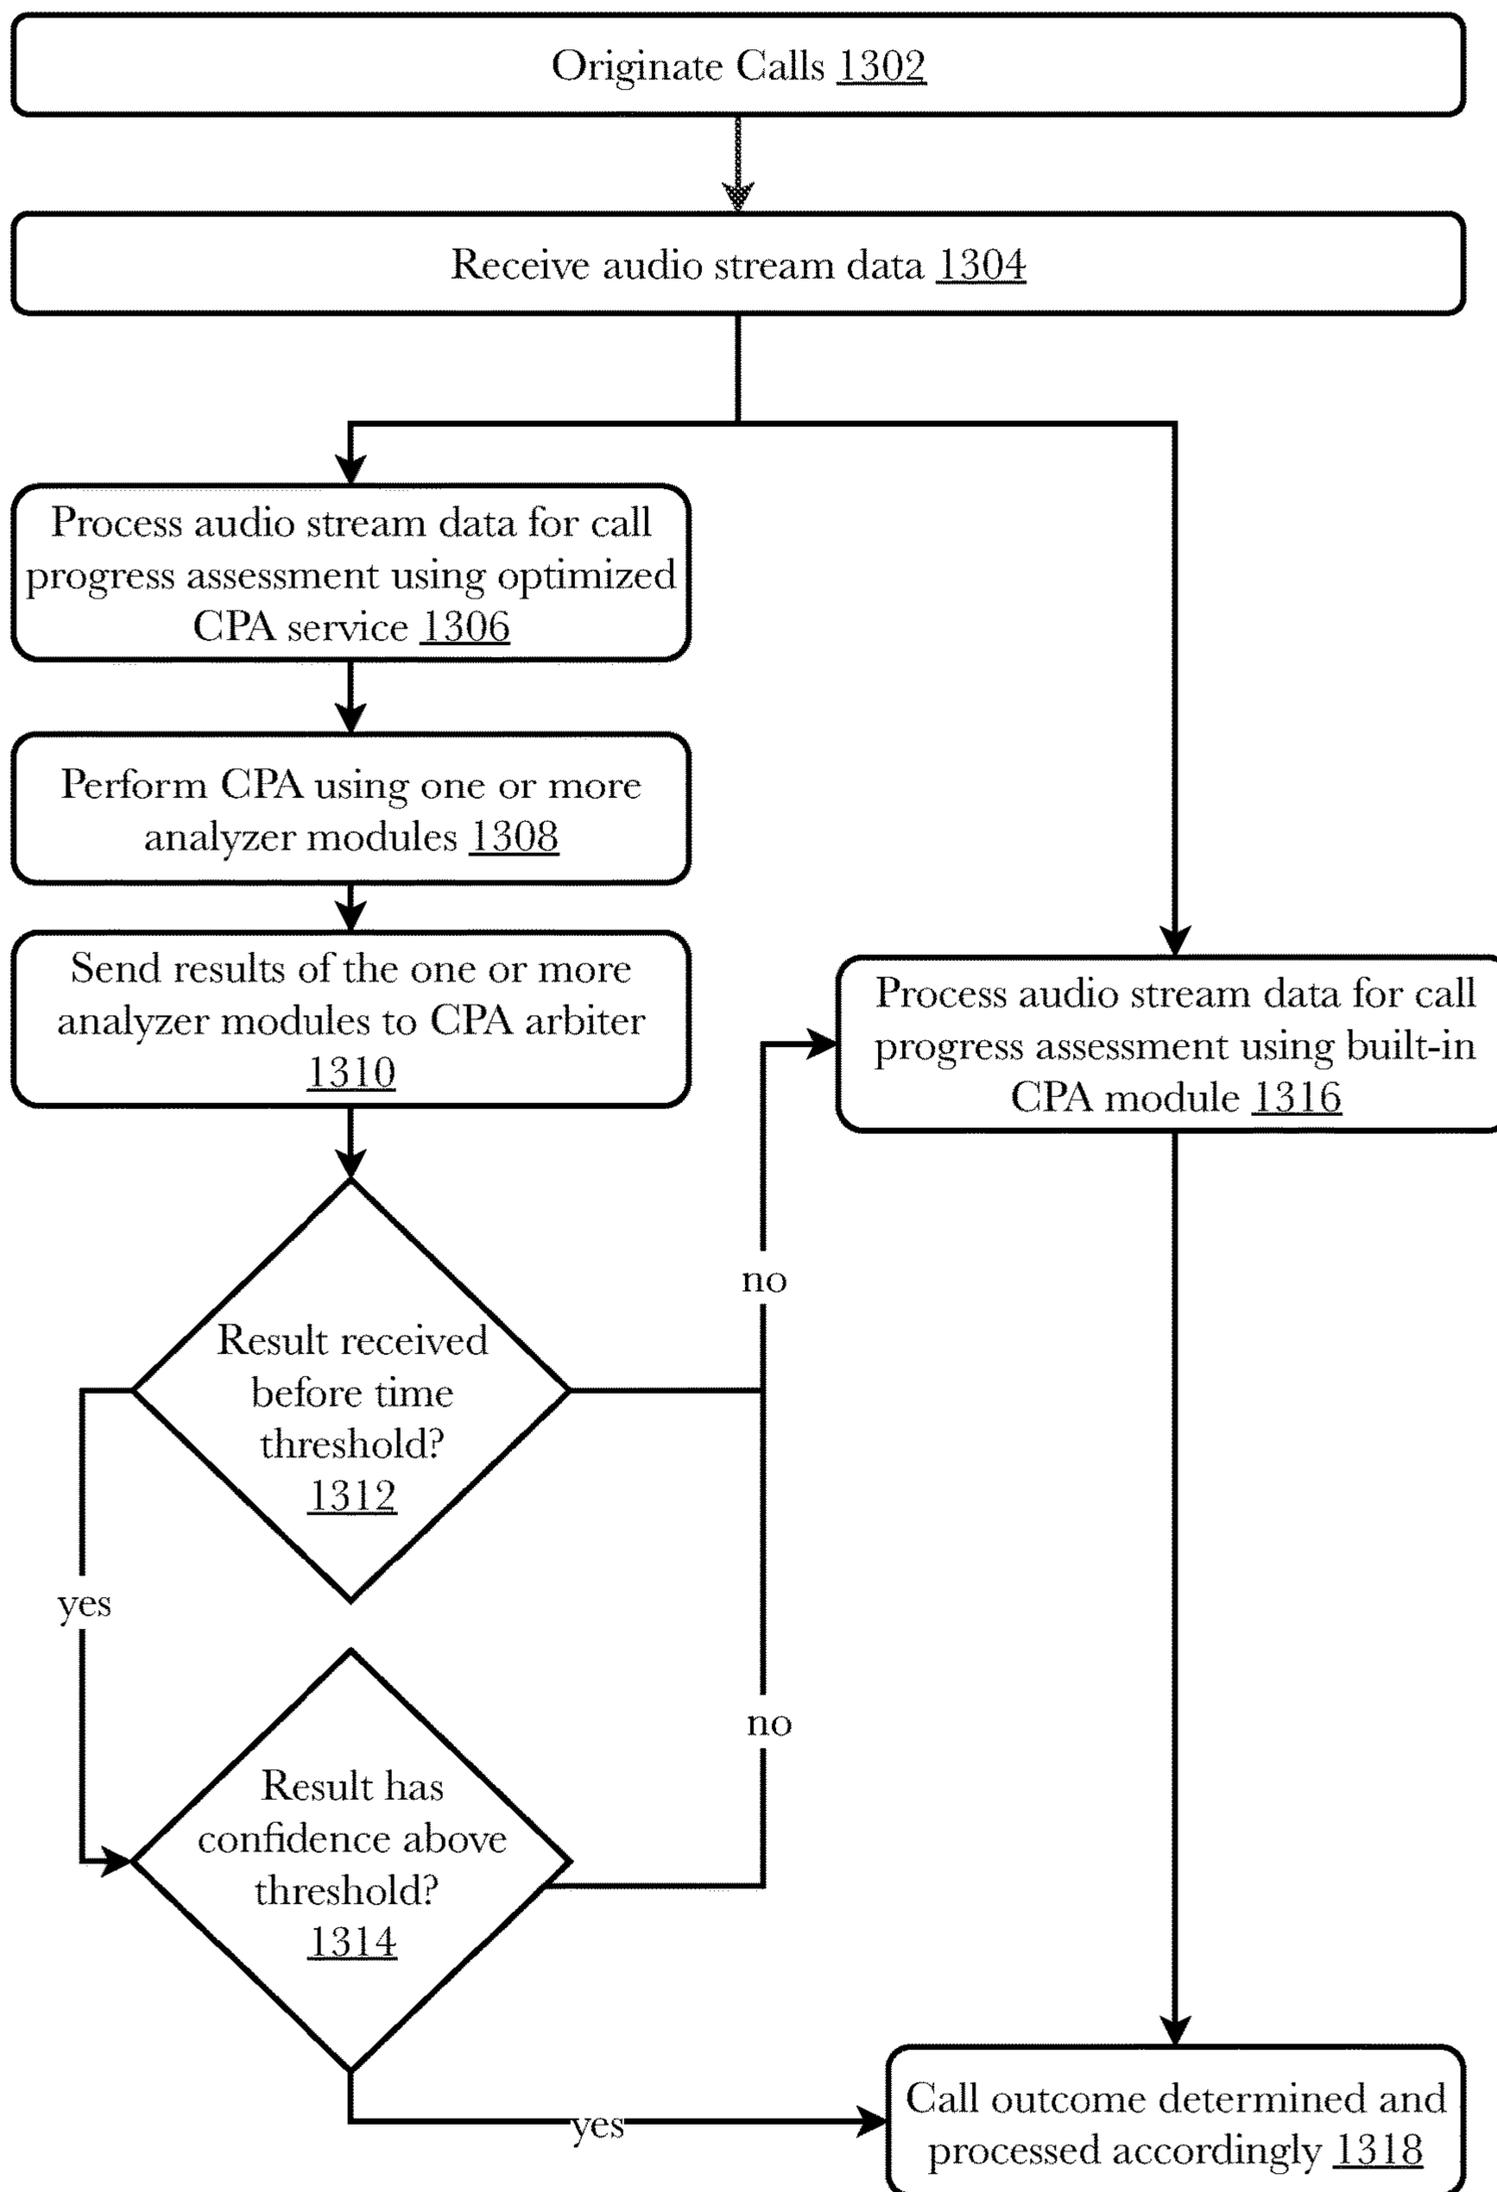 Originate Calls 1302
Receive audio stream data 1304
Process audio stream data for call
progress assessment using optimized
CPA service 1306
Perform CPA using one or more
analyzer modules 1308
Send results of the one or more
analyzer modules to CPA arbiter
1310
Process audio stream data for call
progress assessment using built-in
CPA module 1316
no
Result received
before time
threshold?
1312
yes
no
Result has
confidence above
threshold?
1314
yes
Call outcome determined and
processed accordingly 1318